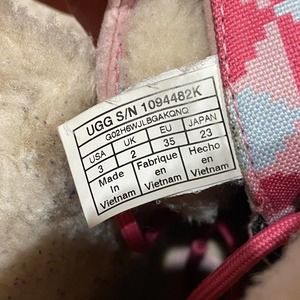 UGG S/N 1094482K
G02H6WJLBGAKQNQ
USA UK EU JAPAN
3 2 35 23
Made Fabrique Hecho
In en en
Vietnam Vietnam Vietnam